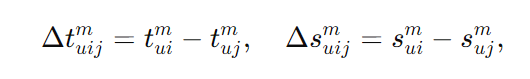 Δt^m_{uij} = t^m_{ui} − t^m_{uj}, Δs^m_{uij} = s^m_{ui} − s^m_{uj},